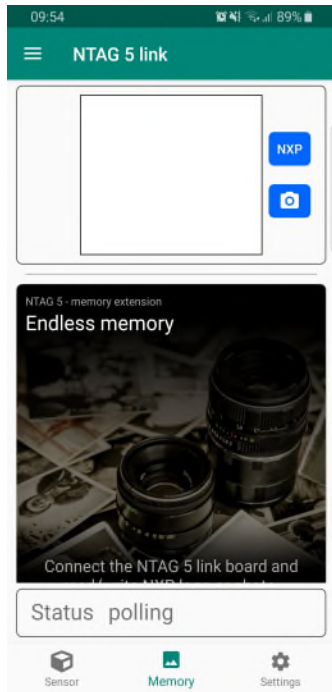 09:54
89%
NTAG 5 link
NXP
NTAG 5 - memory extension
Endless memory
Connect the NTAG 5 link board and
Status polling
Sensor
Memory
Settings